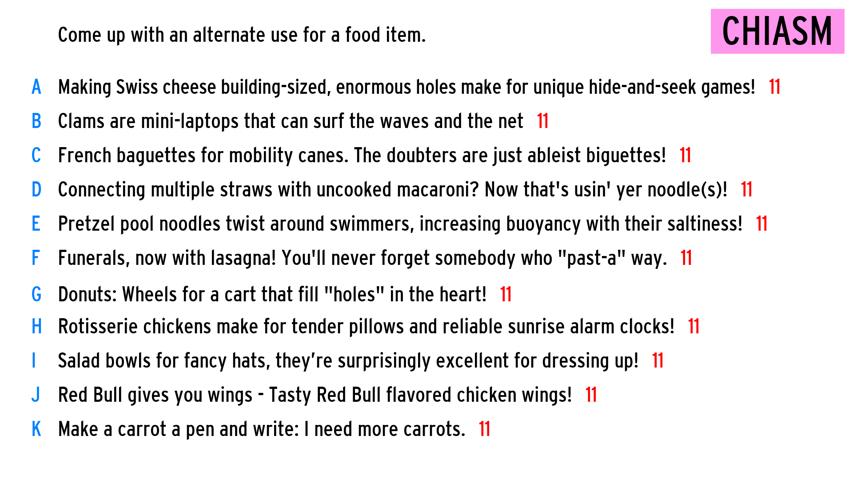 Come up with an alternate use for a food item.
CHIASM
A Making Swiss cheese building-sized, enormous holes make for unique hide-and-seek games! 11
B Clams are mini-laptops that can surf the waves and the net 11
C French baguettes for mobility canes. The doubters are just ableist biguettes! 11
D Connecting multiple straws with uncooked macaroni? Now that's usin' yer noodle(s)! 11
E Pretzel pool noodles twist around swimmers, increasing buoyancy with their saltiness! 11
F Funerals, now with lasagna! You'll never forget somebody who "past-a" way. 11
G Donuts: Wheels for a cart that fill "holes" in the heart! 11
H Rotisserie chickens make for tender pillows and reliable sunrise alarm clocks! 11
I Salad bowls for fancy hats, they’re surprisingly excellent for dressing up! 11
J Red Bull gives you wings - Tasty Red Bull flavored chicken wings! 11
K Make a carrot a pen and write: I need more carrots. 11